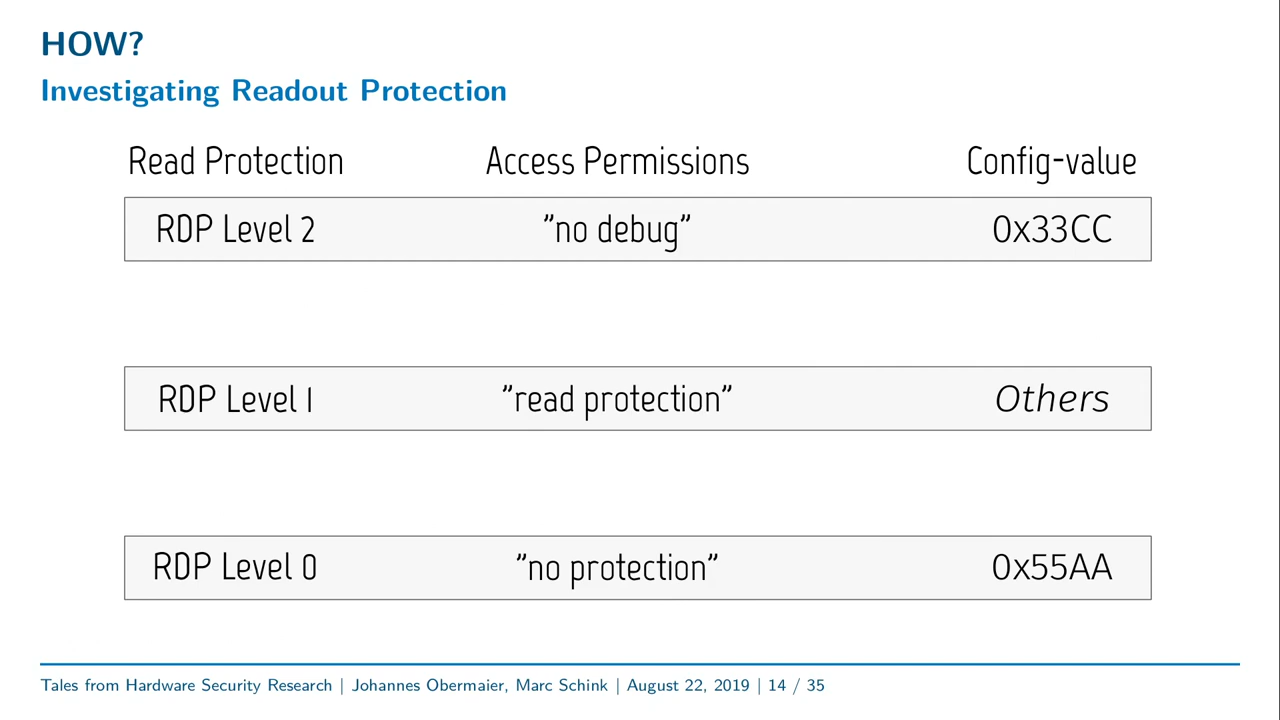 HOW?
Investigating Readout Protection
Read Protection Access Permissions Config-value
RDP Level 2 "no debug" 0x33CC
RDP Level 1 "read protection" Others
RDP Level 0 "no protection" 0x55AA
Tales from Hardware Security Research | Johannes Obermaier, Marc Schink | August 22, 2019 | 14 / 35